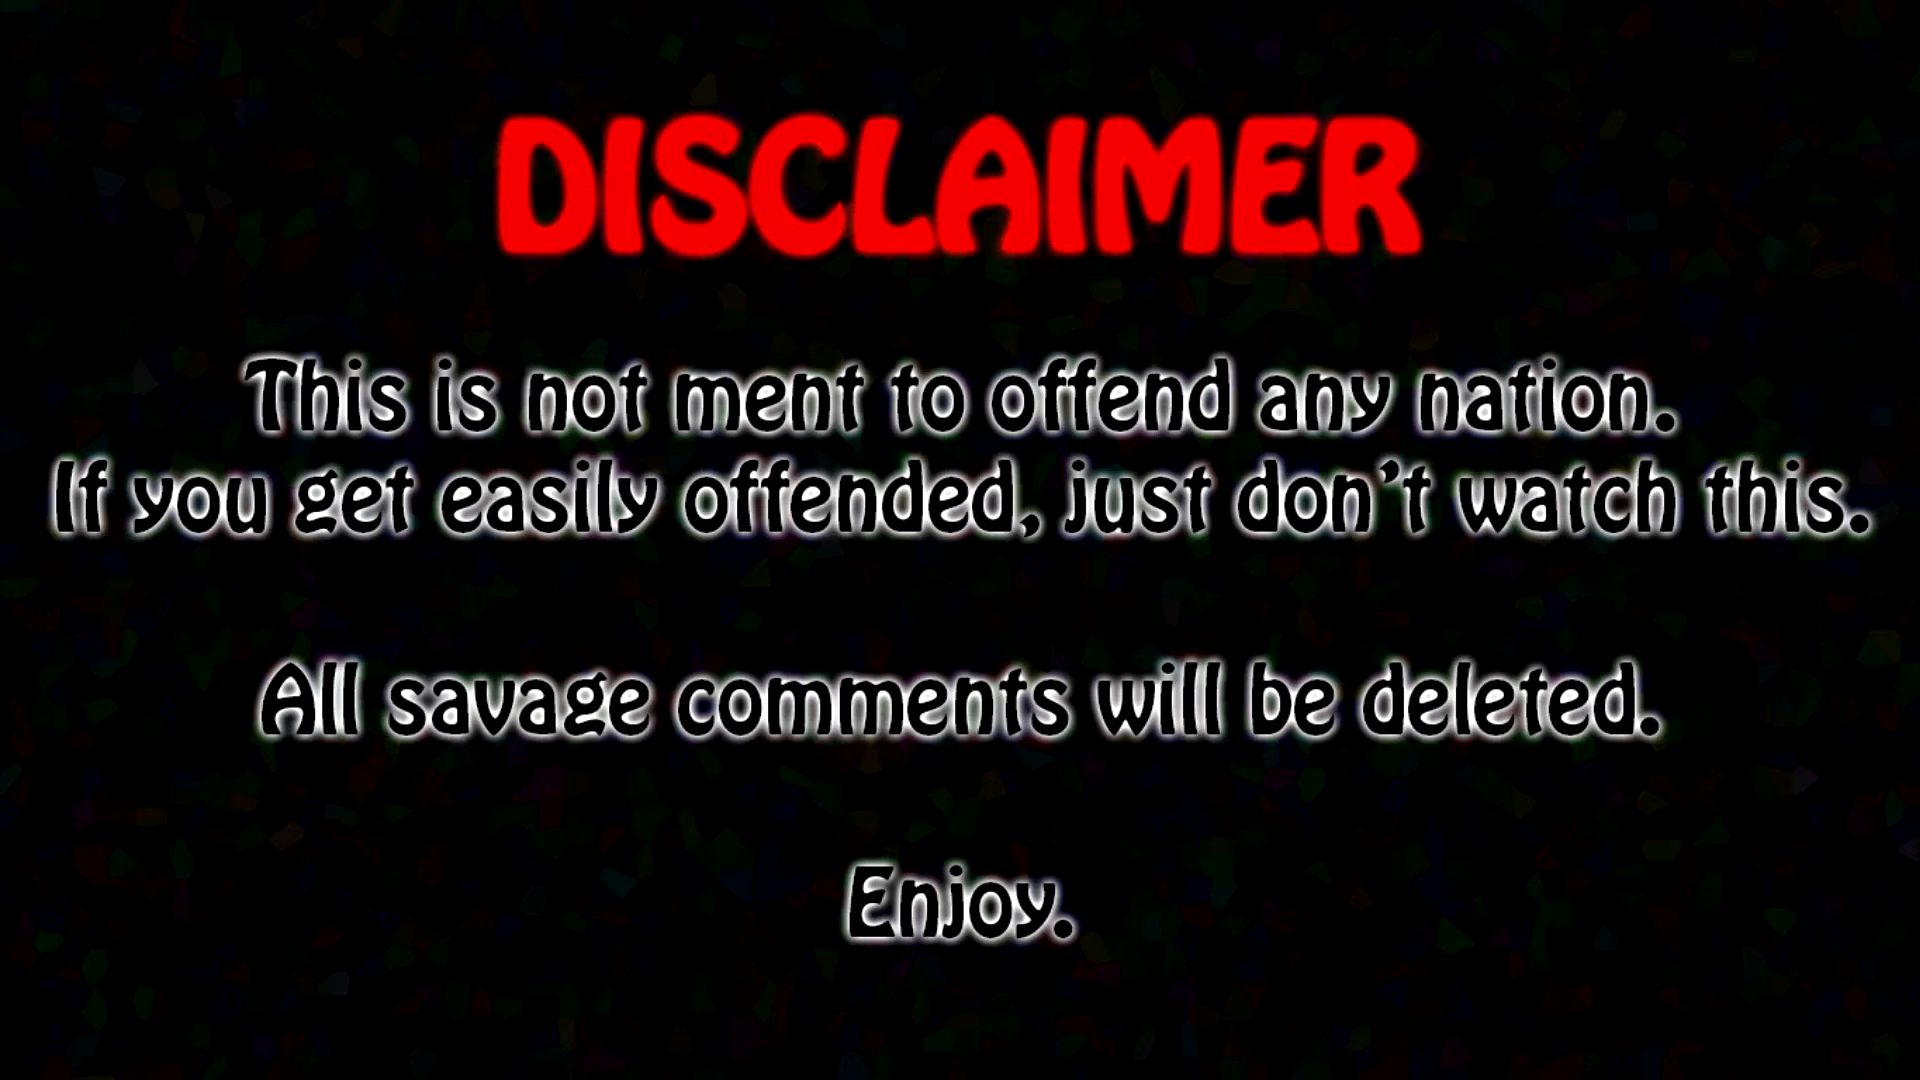 DISCLAIMER
This is not ment to offend any nation.
If you get easily offended, just don't watch this.
All savage comments will be deleted.
Enjoy.